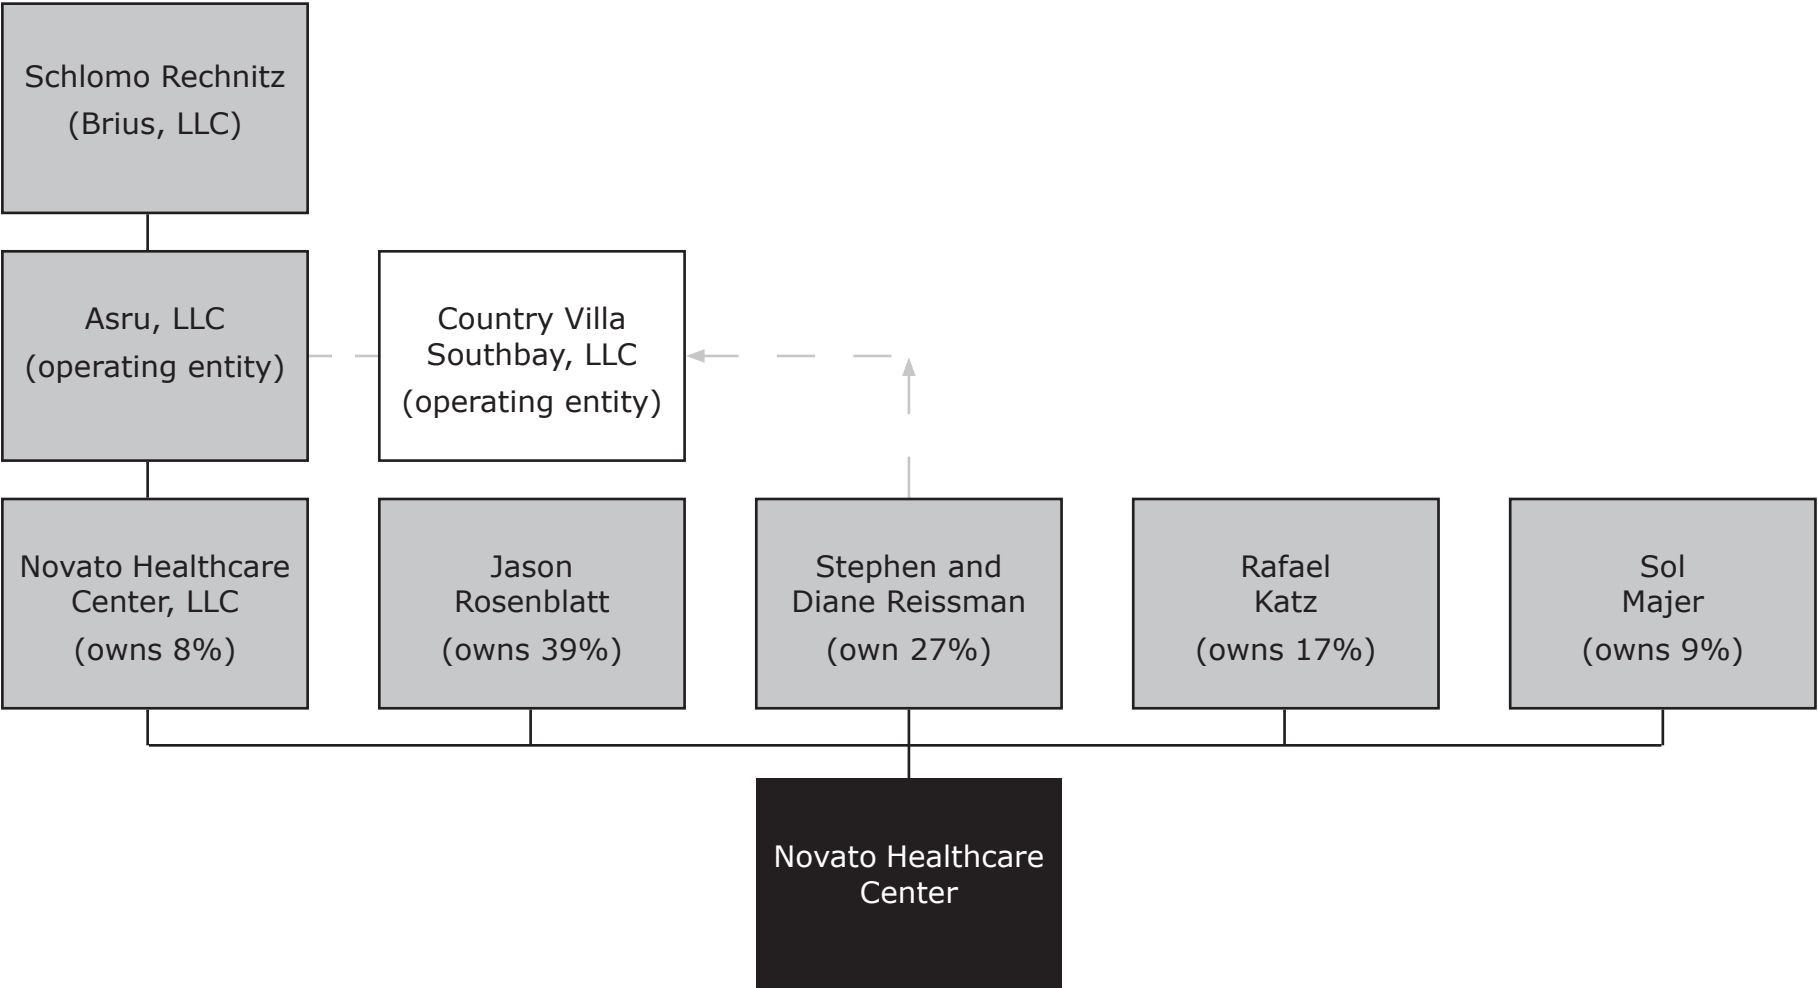 Schlomo Rechnitz
(Brius, LLC)
Asru, LLC
(operating entity)
Country Villa
Southbay, LLC
(operating entity)
Novato Healthcare
Center, LLC
(owns 8%)
Jason
Rosenblatt
(owns 39%)
Stephen and
Diane Reissman
(own 27%)
Rafael
Katz
(owns 17%)
Sol
Majer
(owns 9%)
Novato Healthcare
Center